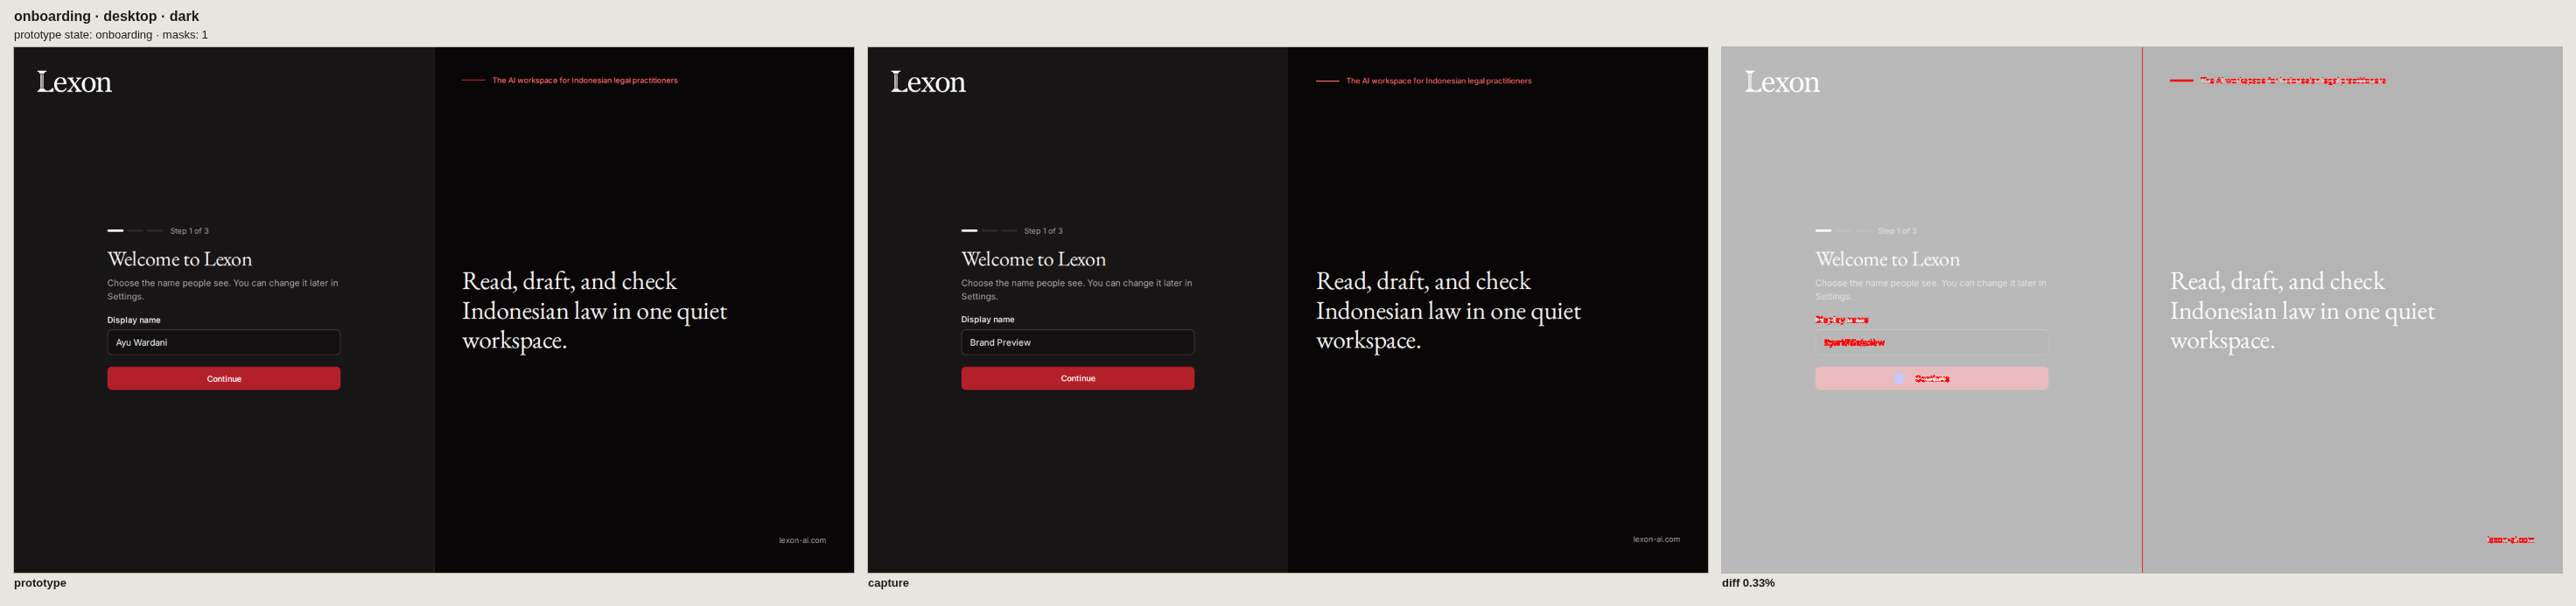 onboarding · desktop · dark
prototype state: onboarding · masks: 1
Lexon
The AI workspace for Indonesian legal practitioners
Step 1 of 3
Welcome to Lexon
Choose the name people see. You can change it later in
Settings.
Display name
Ayu Wardani
Continue
Read, draft, and check
Indonesian law in one quiet
workspace.
lexon-ai.com
prototype
Lexon
The AI workspace for Indonesian legal practitioners
Step 1 of 3
Welcome to Lexon
Choose the name people see. You can change it later in
Settings.
Display name
Brand Preview
Continue
Read, draft, and check
Indonesian law in one quiet
workspace.
lexon-ai.com
capture
Lexon
Step 1 of 3
Welcome to Lexon
Choose the name people see. You can change it later in
Settings.
Read, draft, and check
Indonesian law in one quiet
workspace.
diff 0.33%